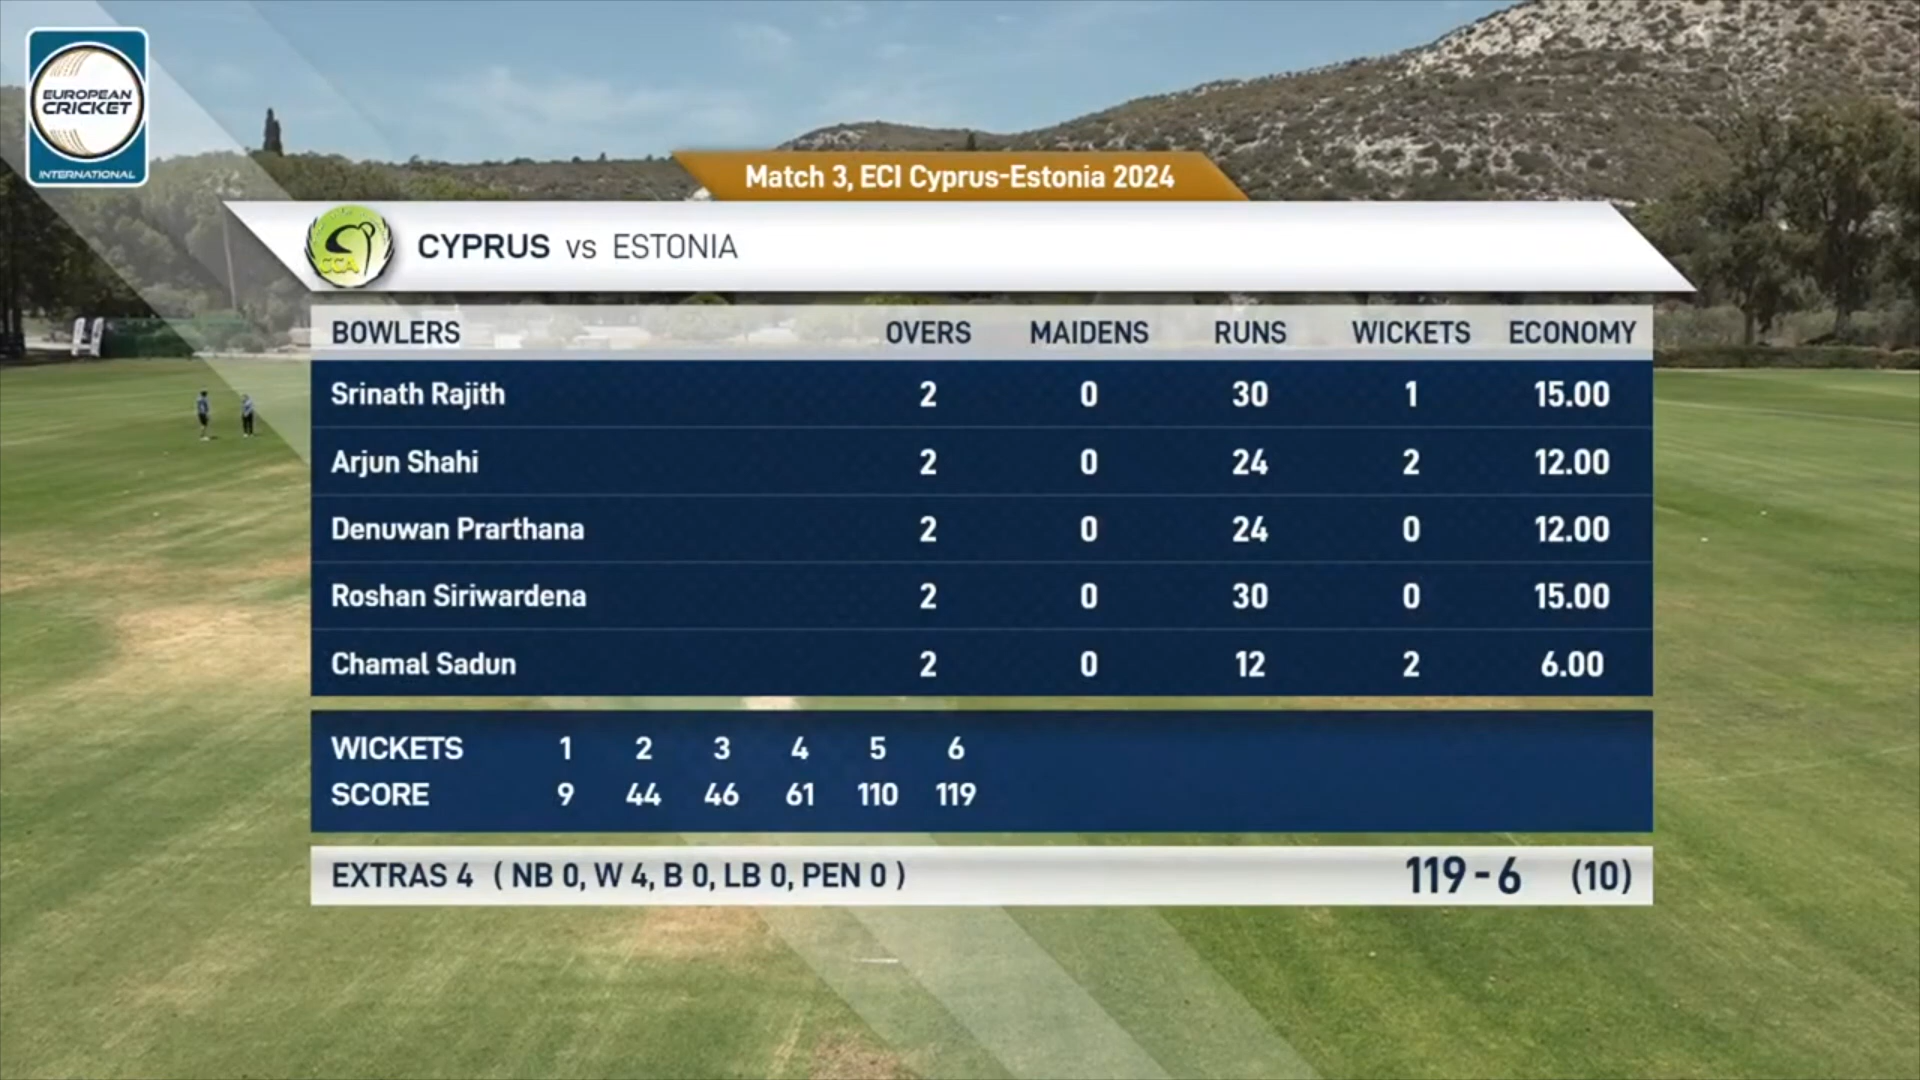 EUROPEAN
CRICKET
INTERNATIONAL
Match 3, ECI Cyprus-Estonia 2024
CCA
CYPRUS vs ESTONIA
BOWLERS OVERS MAIDENS RUNS WICKETS ECONOMY
Srinath Rajith 2 0 30 1 15.00
Arjun Shahi 2 0 24 2 12.00
Denuwan Prarthana 2 0 24 0 12.00
Roshan Siriwardena 2 0 30 0 15.00
Chamal Sadun 2 0 12 2 6.00
WICKETS 1 2 3 4 5 6
SCORE 9 44 46 61 110 119
EXTRAS 4 ( NB 0, W 4, B 0, LB 0, PEN 0 ) 119 - 6 (10)